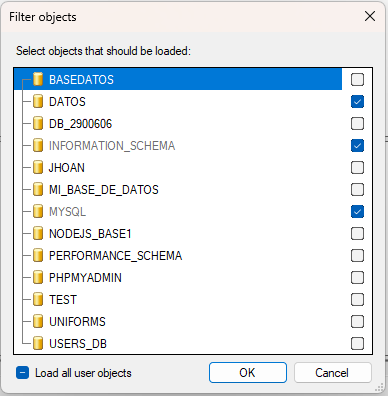 Filter objects
Select objects that should be loaded:
BASEDATOS
DATOS
DB_2900606
INFORMATION_SCHEMA
JHOAN
MI_BASE_DE_DATOS
MYSQL
NODEJS_BASE1
PERFORMANCE_SCHEMA
PHPMYADMIN
TEST
UNIFORMS
USERS_DB
Load all user objects
OK
Cancel